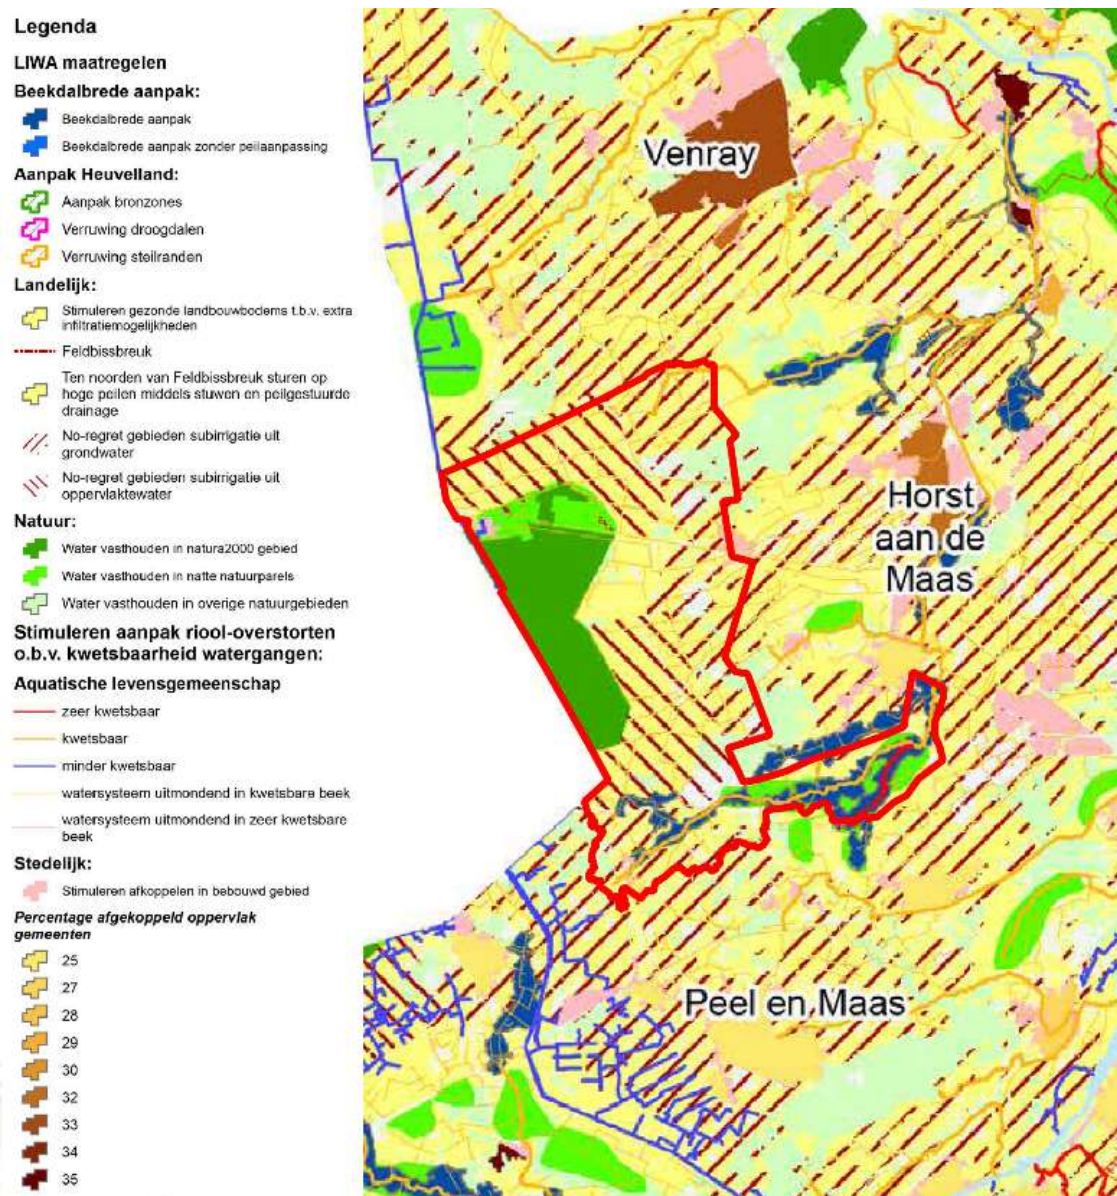 Legenda
LIWA maatregelen
Beekdalbrede aanpak:
Beekdalbrede aanpak
Beekdalbrede aanpak zonder peilaanpassing
Aanpak Heuvelland:
Aanpak bronzones
Verruwing droogdalen
Verruwing steilranden
Landelijk:
Stimuleren gezonde landbouwbodems t.b.v. extra
infiltratiemogelijkheden
Feldbissbreuk
Ten noorden van Feldbissbreuk sturen op
hoge peilen middels stuwen en peilgestuurde
drainage
No-regret gebieden subirrigatie uit
grondwater
No-regret gebieden subirrigatie uit
oppervlaktewater
Natuur:
Water vasthouden in natura2000 gebied
Water vasthouden in natte natuurparels
Water vasthouden in overige natuurgebieden
Stimuleren aanpak riool-overstorten
o.b.v. kwetsbaarheid watergangen:
Aquatische levensgemeenschap
zeer kwetsbaar
kwetsbaar
minder kwetsbaar
watersysteem uitmondend in kwetsbare beek
watersysteem uitmondend in zeer kwetsbare
beek
Stedelijk:
Stimuleren afkoppelen in bebouwd gebied
Percentage afgekoppeld oppervlak
gemeenten
25
27
28
29
30
32
33
34
35
Venray
Horst
aan de
Maas
Peel en Maas